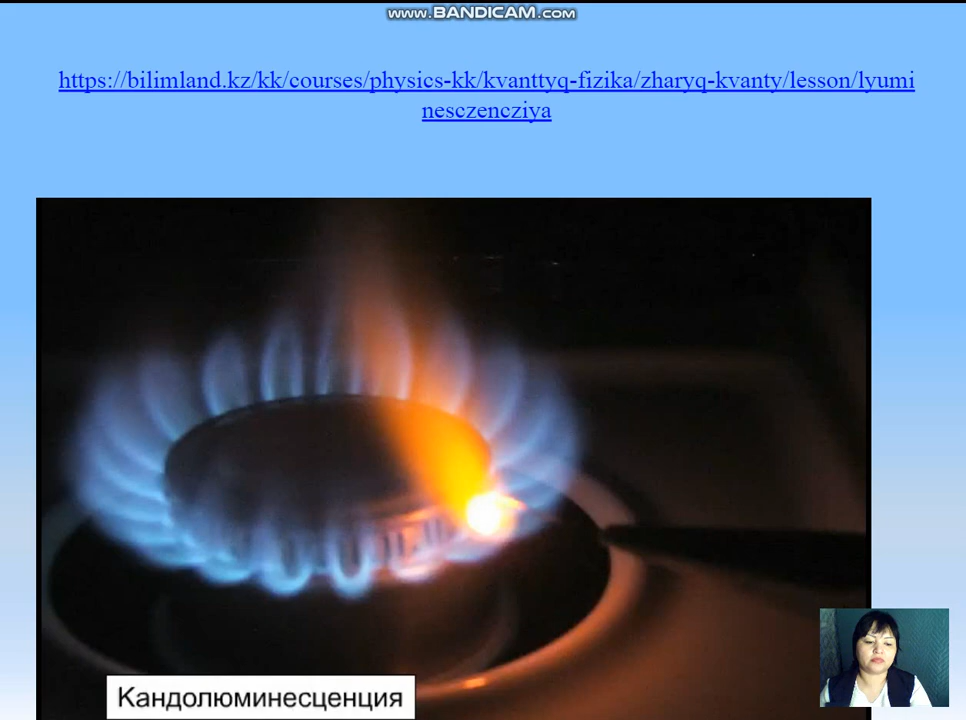 www.BANDICAM.com
https://bilimland.kz/kk/courses/physics-kk/kvanttyq-fizika/zharyq-kvanty/lesson/lyumi
nesczencziya
Кандолюминесценция